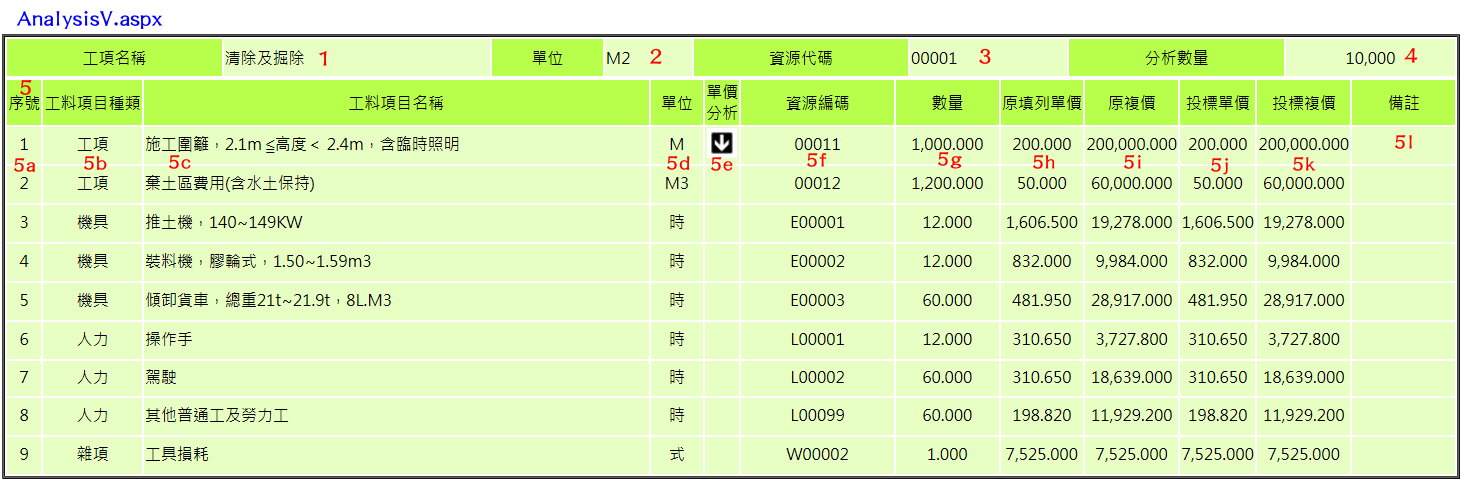 AnalysisV.aspx
工項名稱 清除及掘除 1 單位 M2 2 資源代碼 00001 3 分析數量 10,000 4
5
序號 工料項目種類 工料項目名稱 單位 單價分析 資源編碼 數量 原填列單價 原複價 投標單價 投標複價 備註
1 工項 施工圍籬，2.1m ≦高度＜ 2.4m，含臨時照明 M 00011 1,000.000 200.000 200,000.000 200.000 200,000.000
5a 5b 5c 5d 5e 5f 5g 5h 5i 5j 5k 5l
2 工項 棄土區費用(含水土保持) M3 00012 1,200.000 50.000 60,000.000 50.000 60,000.000
3 機具 推土機，140~149KW 時 E00001 12.000 1,606.500 19,278.000 1,606.500 19,278.000
4 機具 裝料機，膠輪式，1.50~1.59m3 時 E00002 12.000 832.000 9,984.000 832.000 9,984.000
5 機具 傾卸貨車，總重21t~21.9t，8L.M3 時 E00003 60.000 481.950 28,917.000 481.950 28,917.000
6 人力 操作手 時 L00001 12.000 310.650 3,727.800 310.650 3,727.800
7 人力 駕駛 時 L00002 60.000 310.650 18,639.000 310.650 18,639.000
8 人力 其他普通工及勞力工 時 L00099 60.000 198.820 11,929.200 198.820 11,929.200
9 雜項 工具損耗 式 W00002 1.000 7,525.000 7,525.000 7,525.000 7,525.000